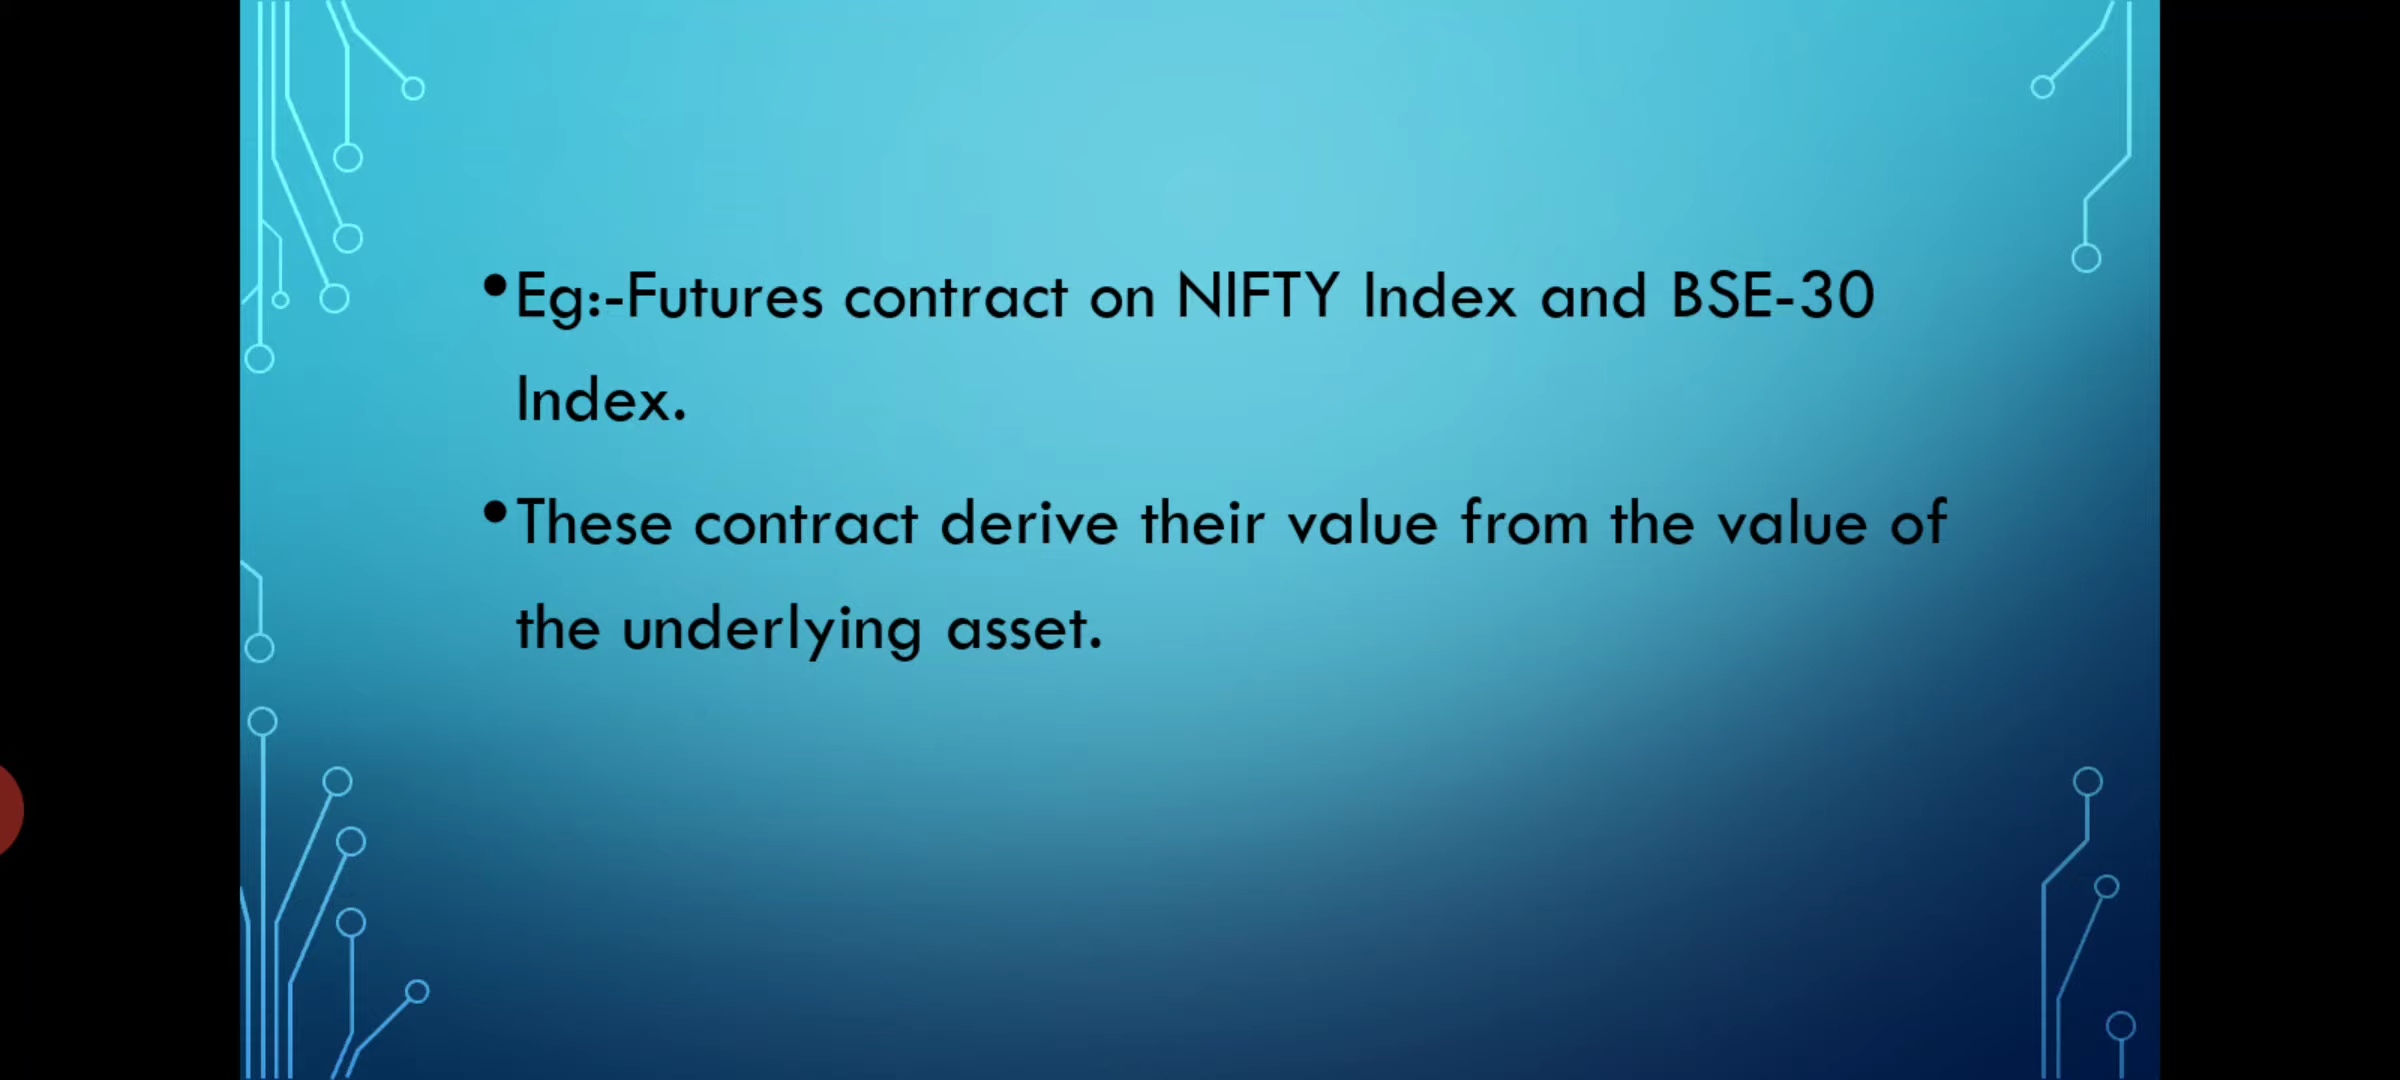 •Eg:-Futures contract on NIFTY Index and BSE-30
Index.
•These contract derive their value from the value of
the underlying asset.